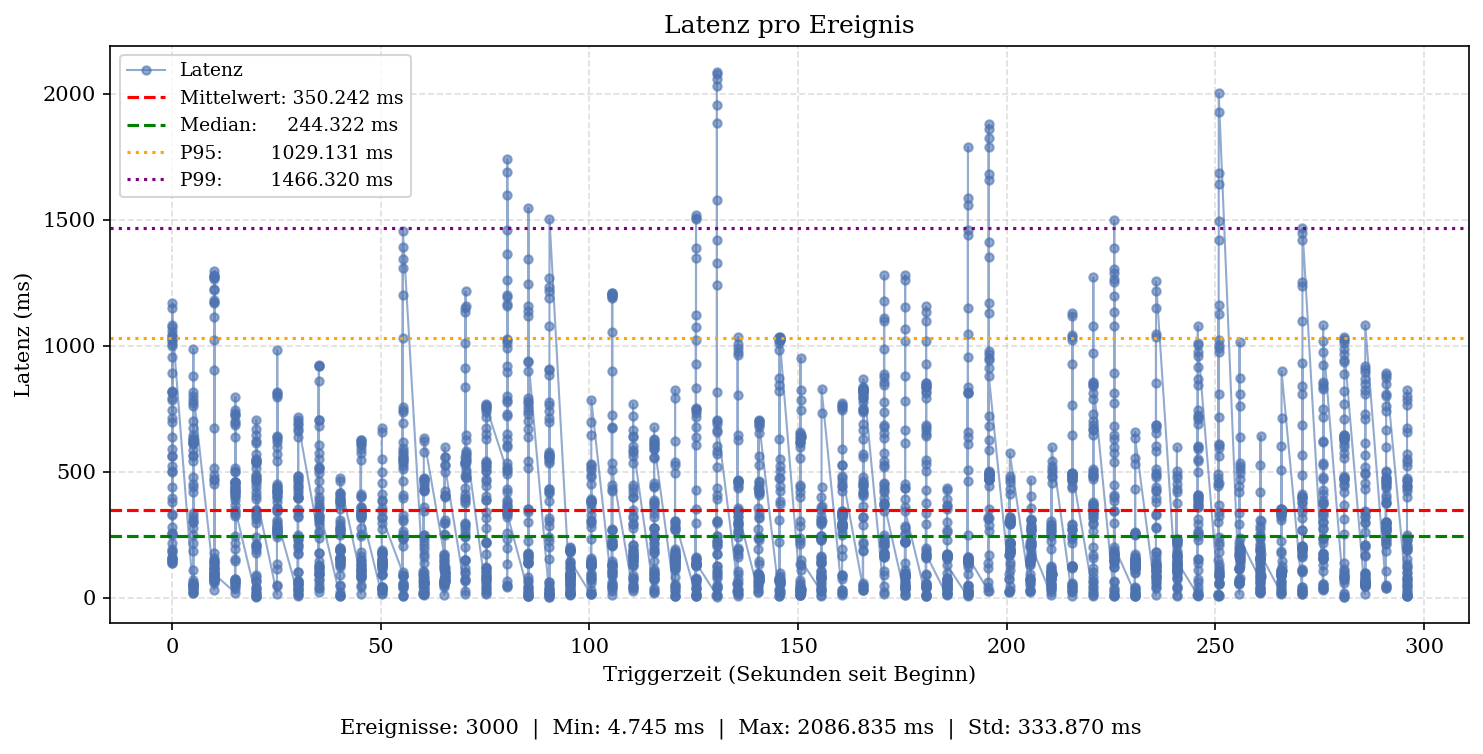 Latenz pro Ereignis
Latenz
Mittelwert: 350.242 ms
Median: 244.322 ms
P95: 1029.131 ms
P99: 1466.320 ms
Latenz (ms)
2000
1500
1000
500
0
0 50 100 150 200 250 300
Triggerzeit (Sekunden seit Beginn)
Ereignisse: 3000 | Min: 4.745 ms | Max: 2086.835 ms | Std: 333.870 ms